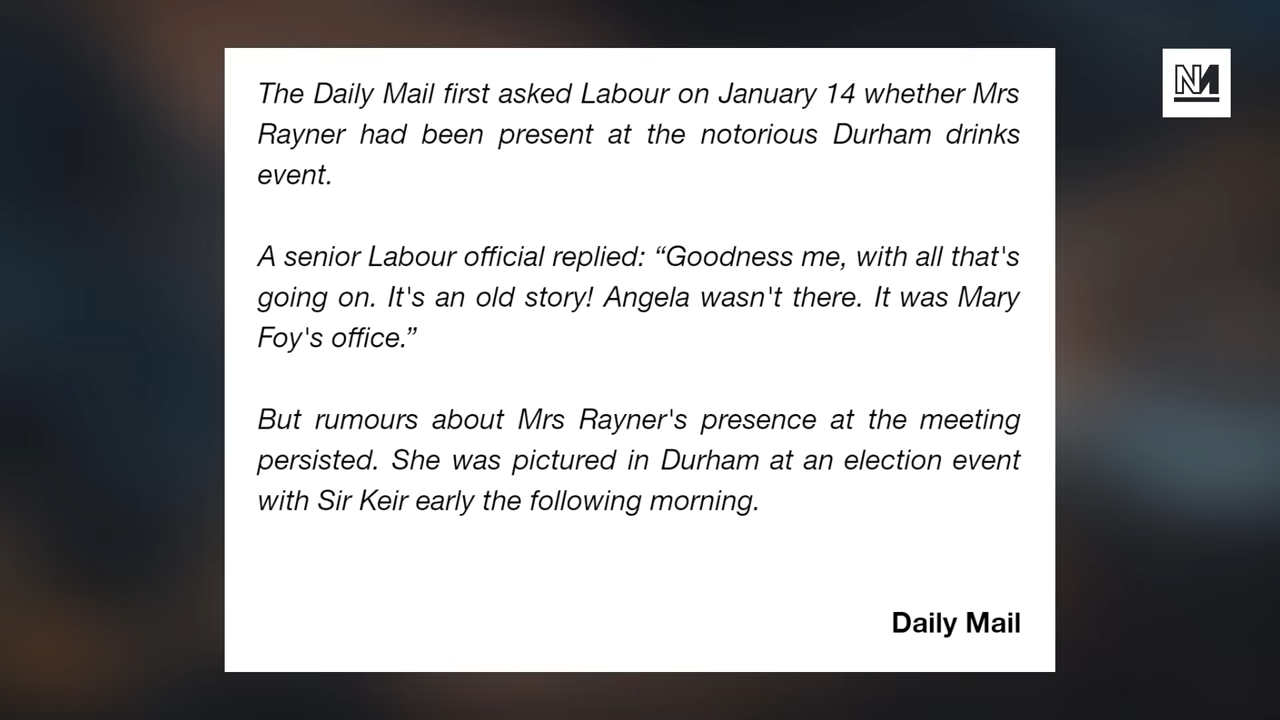 The Daily Mail first asked Labour on January 14 whether Mrs
Rayner had been present at the notorious Durham drinks
event.
A senior Labour official replied: “Goodness me, with all that's
going on. It's an old story! Angela wasn't there. It was Mary
Foy's office.”
But rumours about Mrs Rayner's presence at the meeting
persisted. She was pictured in Durham at an election event
with Sir Keir early the following morning.
Daily Mail
NM